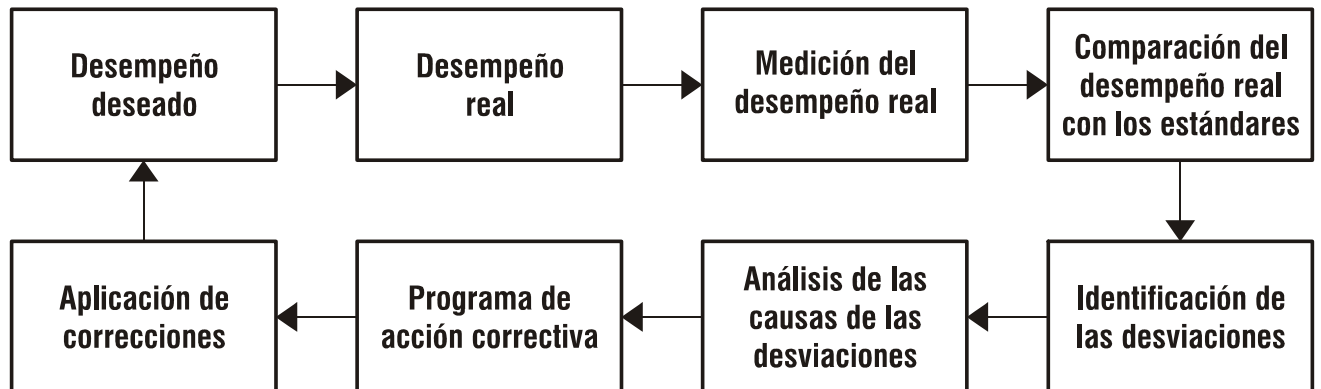 Desempeño
deseado
Desempeño
real
Medición del
desempeño real
Comparación del
desempeño real
con los estándares
Identificación de
las desviaciones
Análisis de las
causas de las
desviaciones
Programa de
acción correctiva
Aplicación de
correcciones